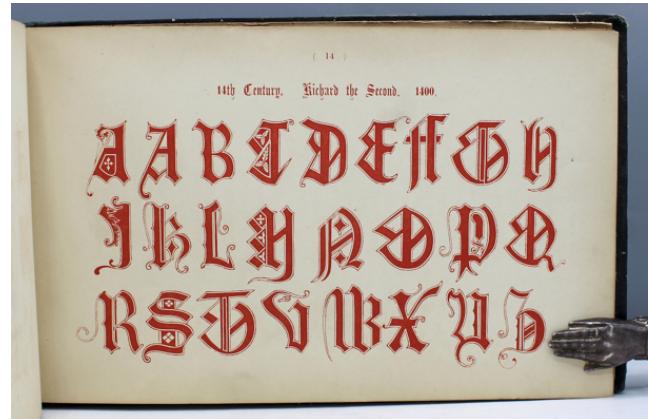 ( 14 )
14th Century. Richard the Second. 1400.
A A B C D E F G H
I K L M N O P Q
R S T V W X Y Z